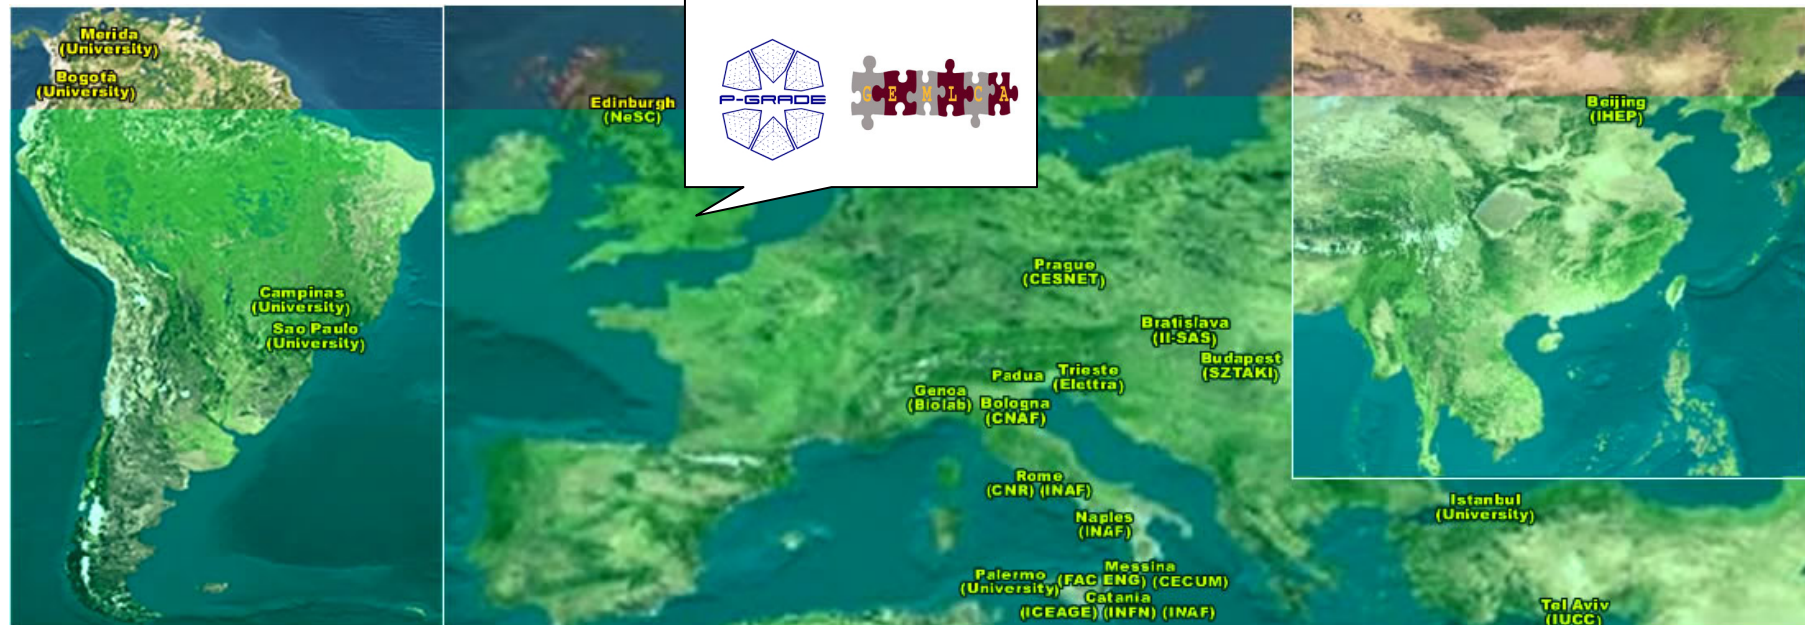 Merida
(University)
Bogotà
(University)
Campinas
(University)
Sao Paulo
(University)
Edinburgh
(NeSC)
P-GRADE
GEMLCA
Prague
(CESNET)
Bratislava
(II-SAS)
Budapest
(SZTAKI)
Padua
Trieste
(Elettra)
Genoa
(Biolab)
Bologna
(CNAF)
Rome
(CNR) (INAF)
Naples
(INAF)
Messina
(FAC ENG) (CECUM)
Palermo
(University)
Catania
(ICEAGE) (INFN) (INAF)
Beijing
(IHEP)
Istanbul
(University)
Tel Aviv
(IUCC)